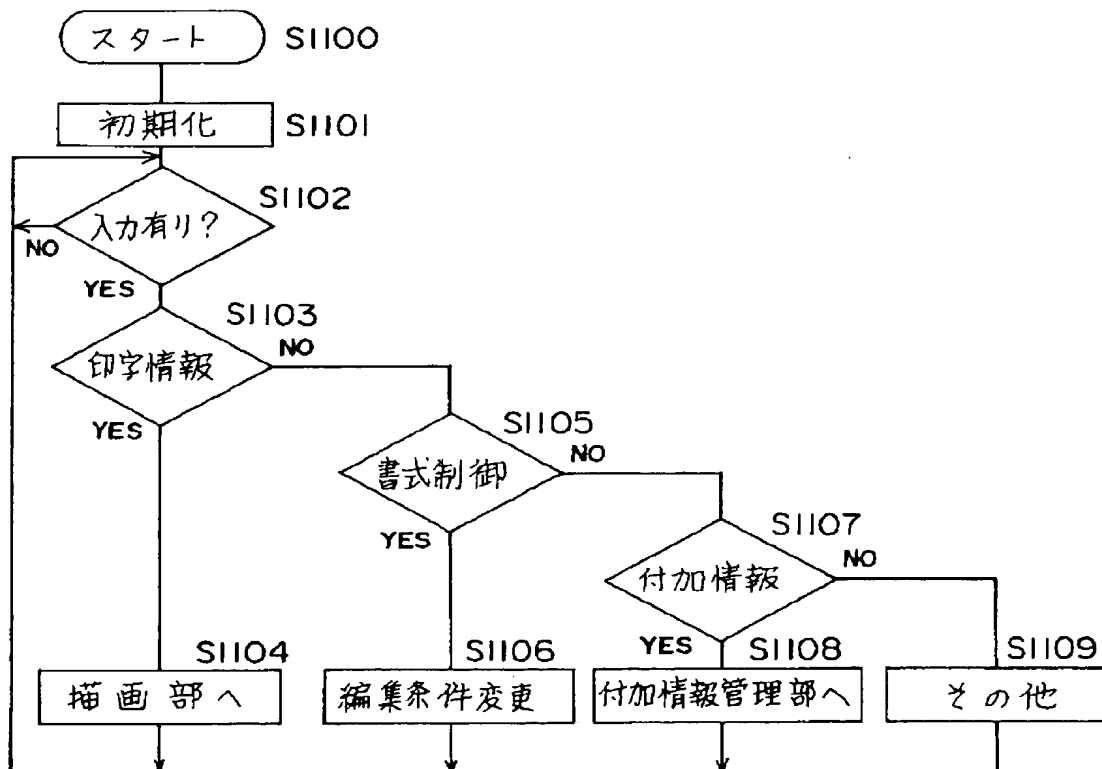 スタート S1100
初期化 S1101
S1102
入力有り?
NO
YES
S1103
印字情報
NO
YES
S1105
書式制御
NO
YES
S1107
付加情報
NO
YES
S1104
描画部へ
S1106
編集条件変更
S1108
付加情報管理部へ
S1109
その他